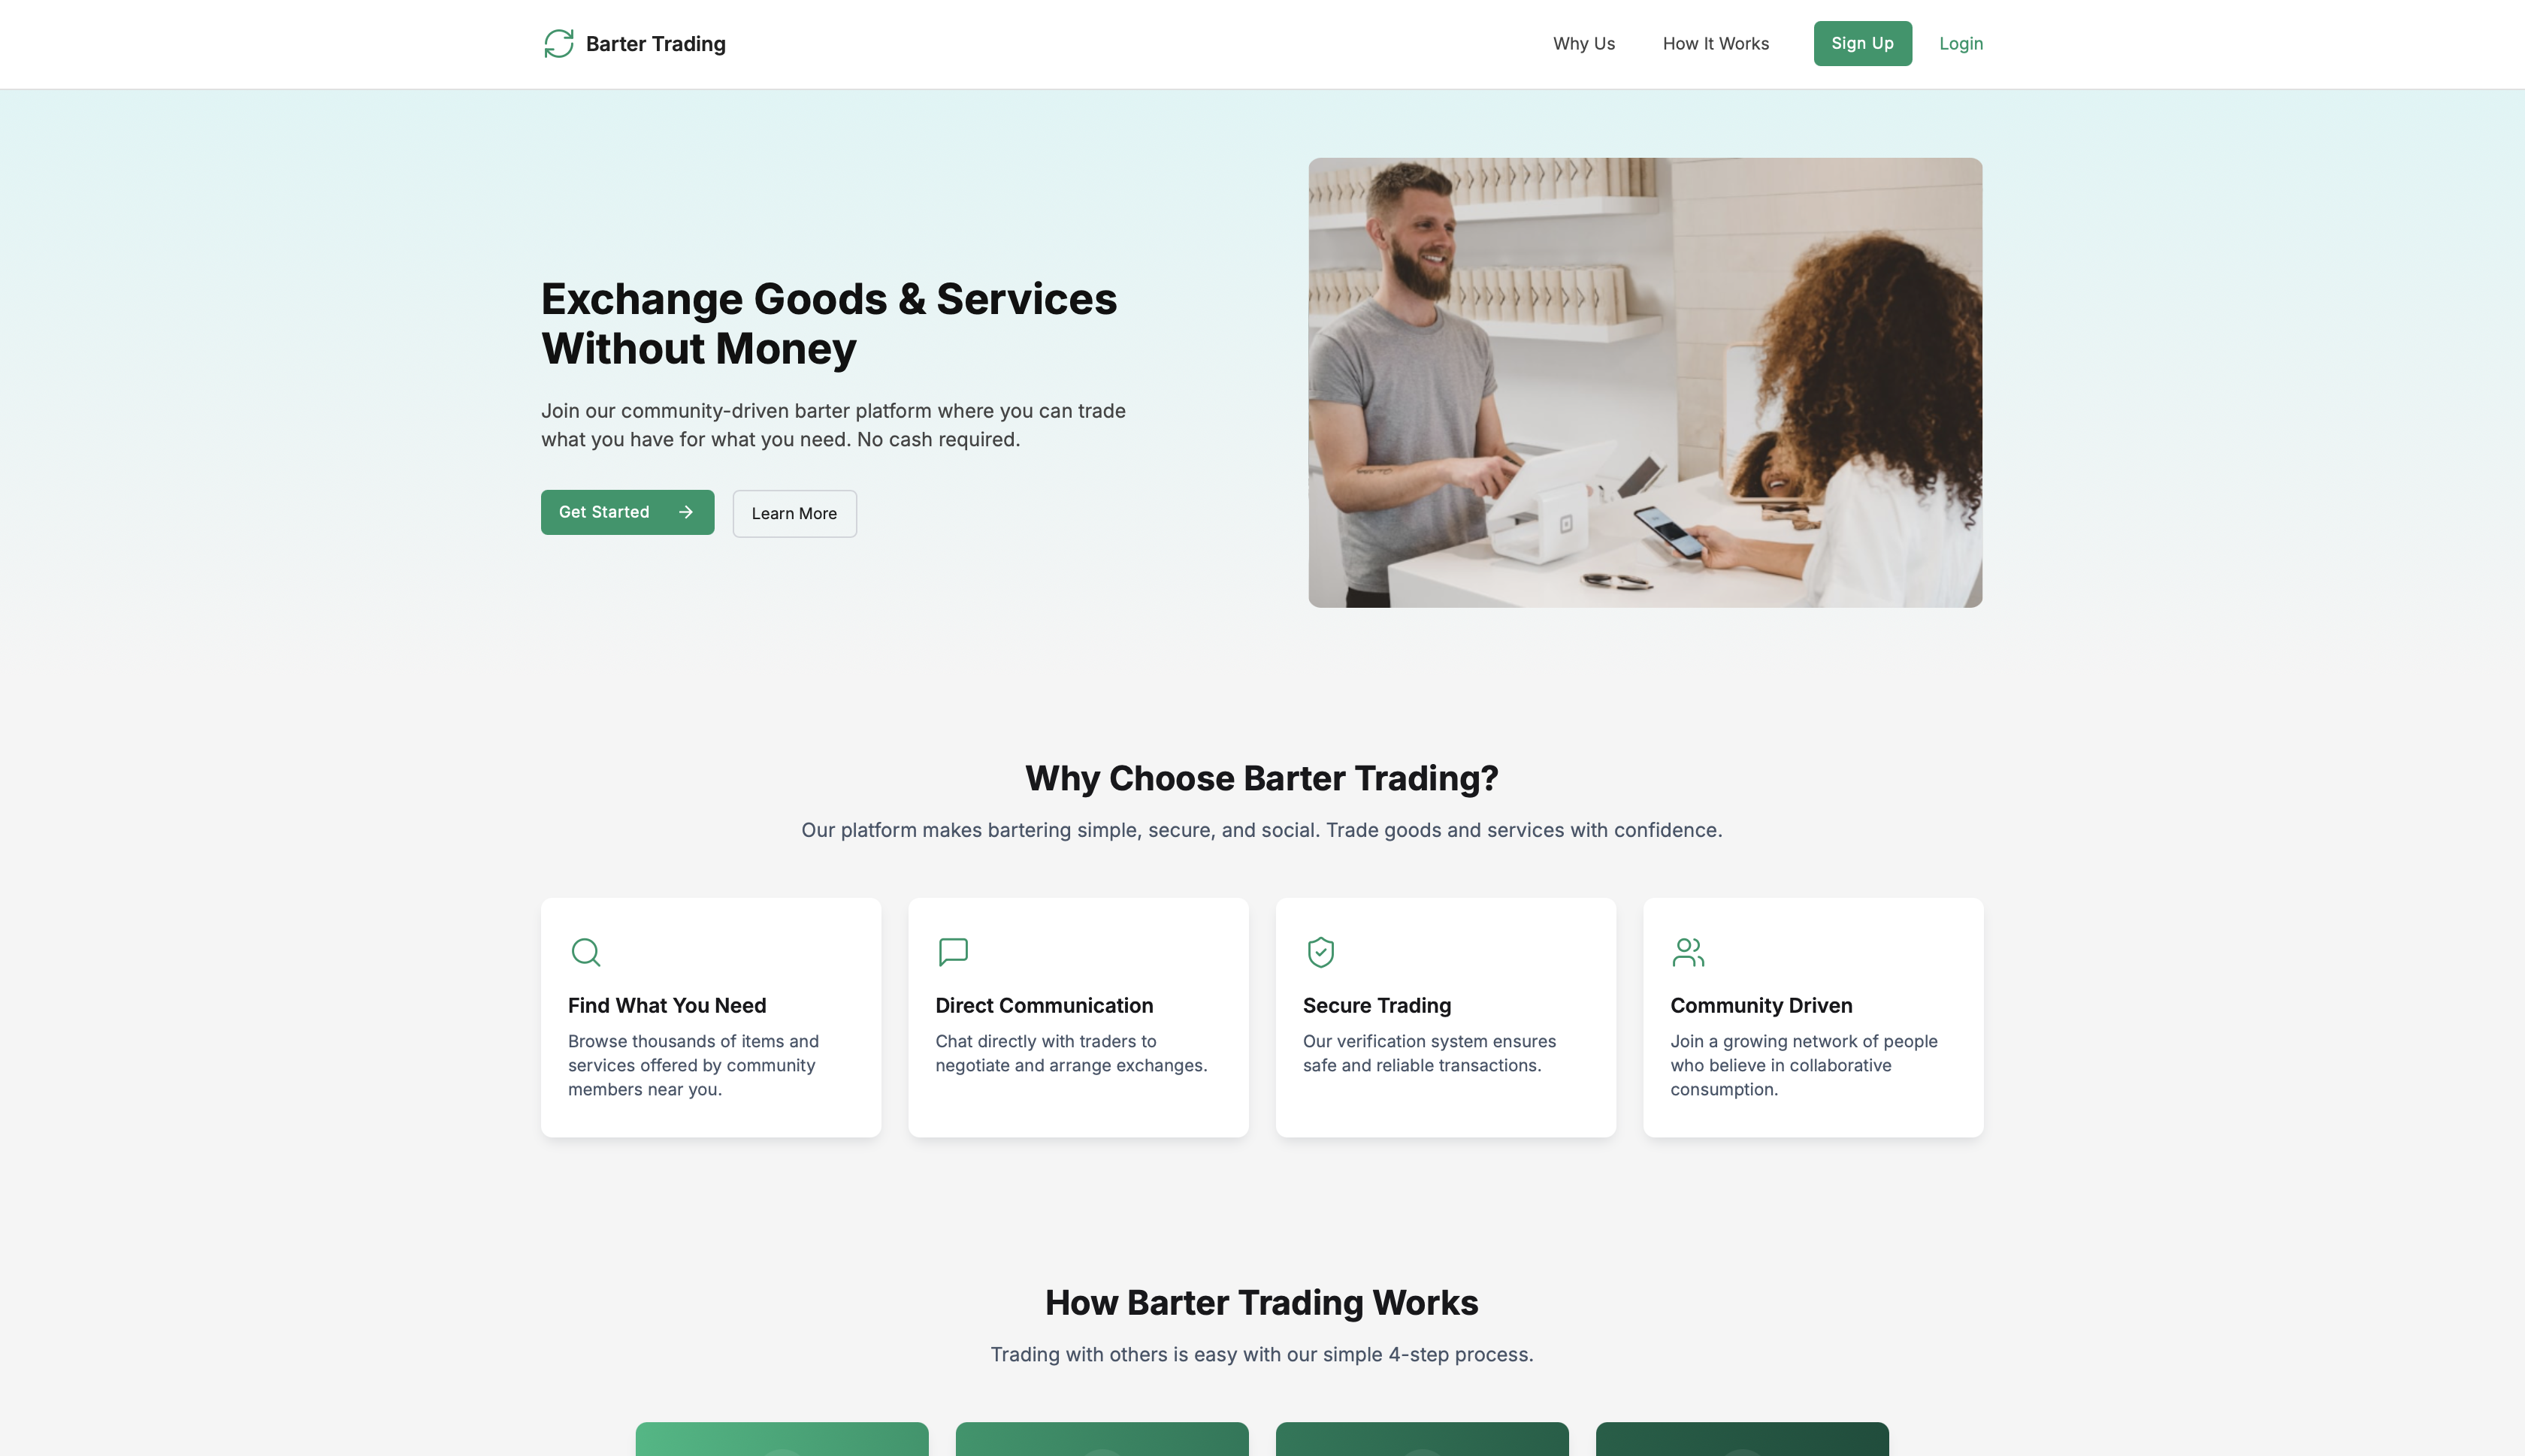 Barter Trading
Why Us
How It Works
Sign Up
Login
Exchange Goods & Services
Without Money
Join our community-driven barter platform where you can trade
what you have for what you need. No cash required.
Get Started
Learn More
Why Choose Barter Trading?
Our platform makes bartering simple, secure, and social. Trade goods and services with confidence.
Find What You Need
Browse thousands of items and
services offered by community
members near you.
Direct Communication
Chat directly with traders to
negotiate and arrange exchanges.
Secure Trading
Our verification system ensures
safe and reliable transactions.
Community Driven
Join a growing network of people
who believe in collaborative
consumption.
How Barter Trading Works
Trading with others is easy with our simple 4-step process.